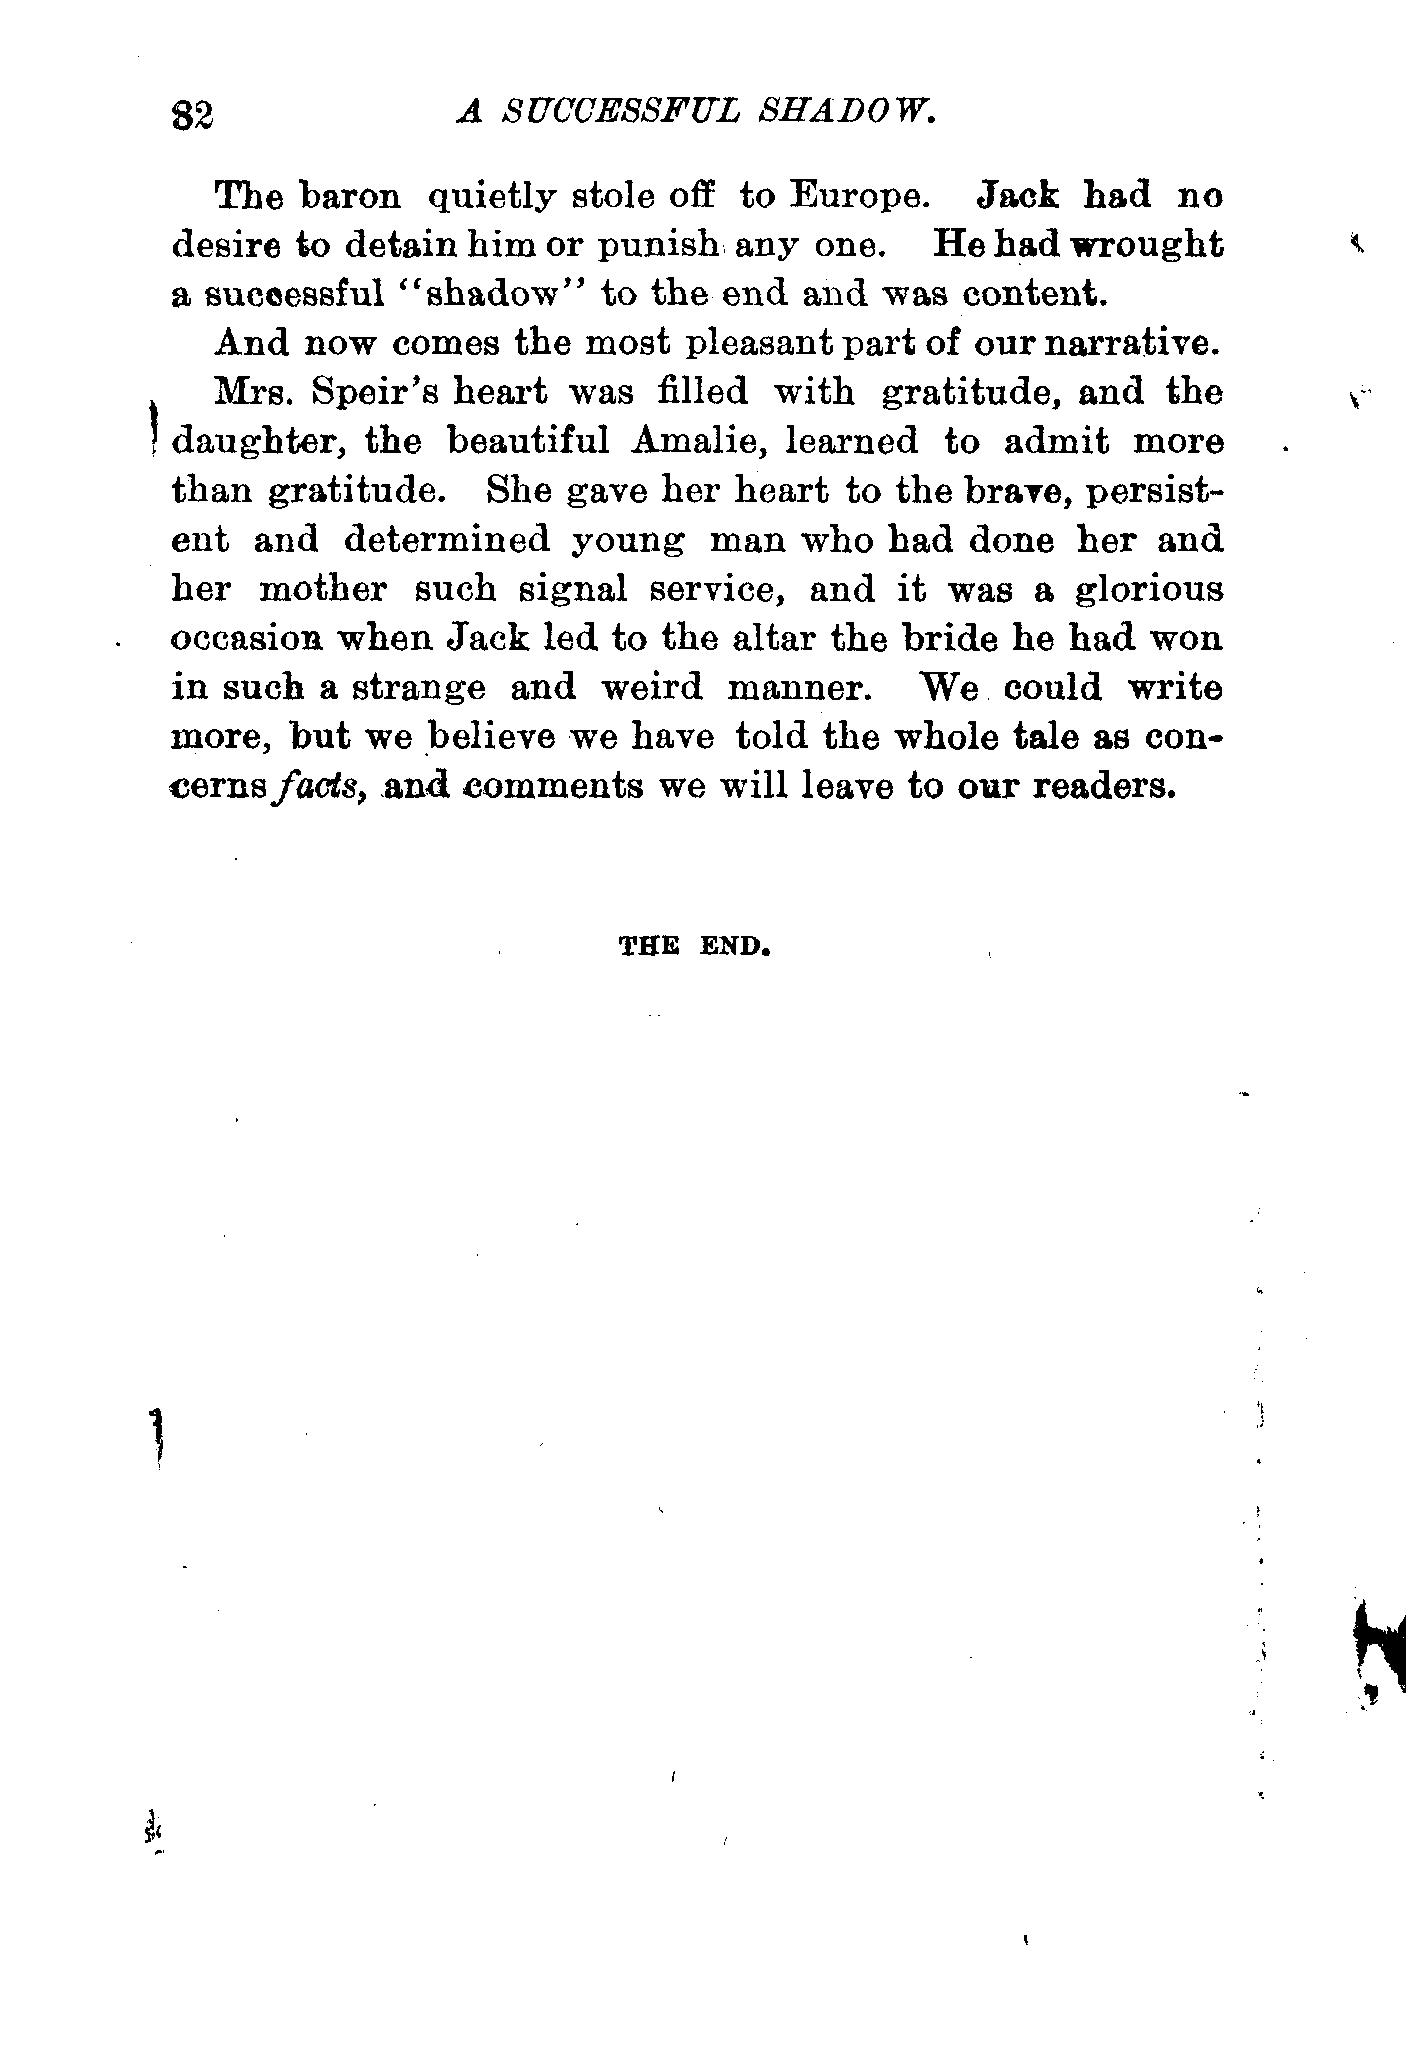 82 A SUCCESSFUL SHADOW.
The baron quietly stole off to Europe. Jack had no
desire to detain him or punish any one. He had wrought
a successful “shadow” to the end and was content.
And now comes the most pleasant part of our narrative.
Mrs. Speir's heart was filled with gratitude, and the
daughter, the beautiful Amalie, learned to admit more
than gratitude. She gave her heart to the brave, persist-
ent and determined young man who had done her and
her mother such signal service, and it was a glorious
occasion when Jack led to the altar the bride he had won
in such a strange and weird manner. We could write
more, but we believe we have told the whole tale as con-
cerns facts, and comments we will leave to our readers.
THE END.